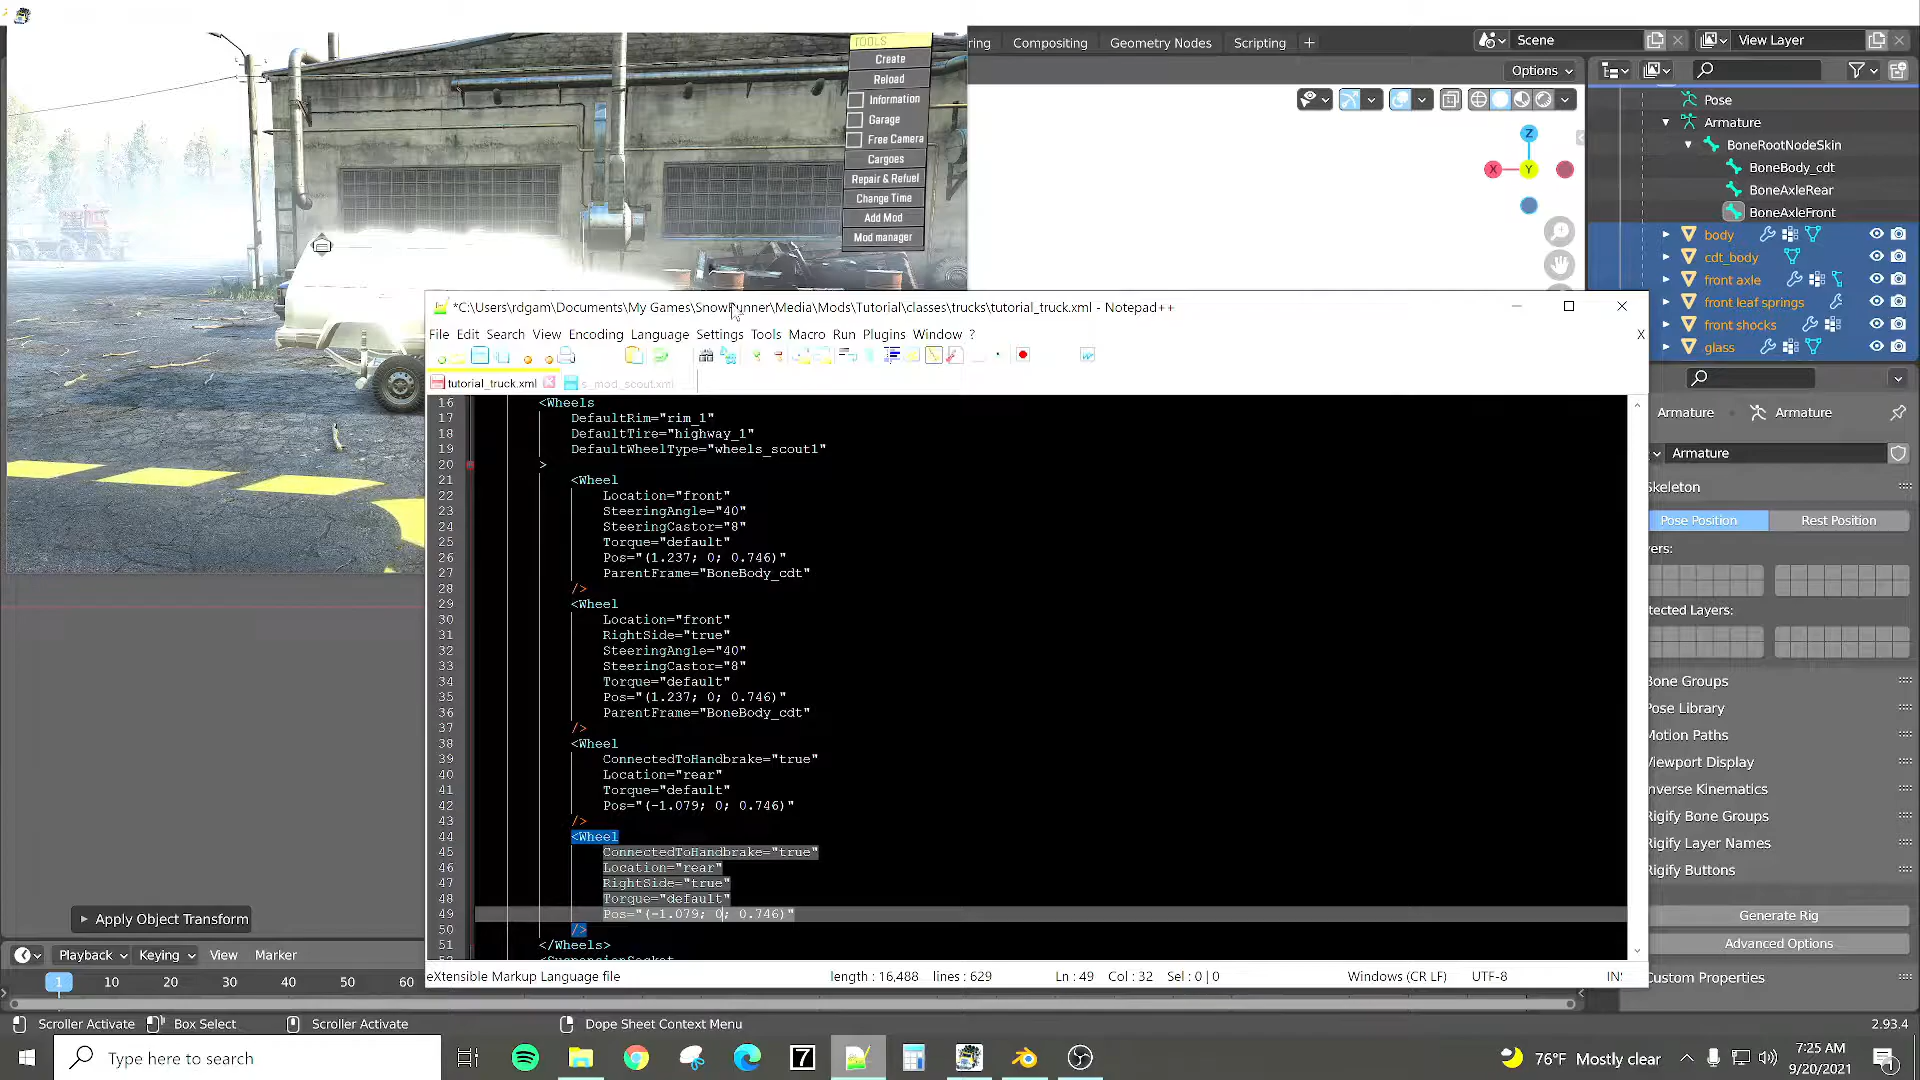 TOOLS
Create
Reload
Information
Garage
Free Camera
Cargoes
Repair & Refuel
Change Time
Add Mod
Mod manager
Compositing
Geometry Nodes
Scripting
+
Scene
View Layer
Options
Z
X
Y
Pose
Armature
BoneRootNodeSkin
BoneBody_cdt
BoneAxleRear
BoneAxleFront
body
cdt_body
front axle
front leaf springs
front shocks
glass
*C:\Users\rdgam\Documents\My Games\SnowRunner\Media\Mods\Tutorial\classes\trucks\tutorial_truck.xml - Notepad++
File Edit Search View Encoding Language Settings Tools Macro Run Plugins Window ?
X
tutorial_truck.xml
s_mod_scout.xml
16 <Wheels
17 DefaultRim="rim_1"
18 DefaultTire="highway_1"
19 DefaultWheelType="wheels_scout1"
20 >
21 <Wheel
22 Location="front"
23 SteeringAngle="40"
24 SteeringCastor="8"
25 Torque="default"
26 Pos="(1.237; 0; 0.746)"
27 ParentFrame="BoneBody_cdt"
28 />
29 <Wheel
30 Location="front"
31 RightSide="true"
32 SteeringAngle="40"
33 SteeringCastor="8"
34 Torque="default"
35 Pos="(1.237; 0; 0.746)"
36 ParentFrame="BoneBody_cdt"
37 />
38 <Wheel
39 ConnectedToHandbrake="true"
40 Location="rear"
41 Torque="default"
42 Pos="(-1.079; 0; 0.746)"
43 />
44 <Wheel
45 ConnectedToHandbrake="true"
46 Location="rear"
47 RightSide="true"
48 Torque="default"
49 Pos="(-1.079; 0; 0.746)"
50 />
51 </Wheels>
eXtensible Markup Language file
length : 16,488 lines : 629
Ln : 49 Col : 32 Sel : 0 | 0
Windows (CR LF)
UTF-8
Armature
Armature
Armature
Skeleton
Pose Position
Rest Position
Bone Groups
Pose Library
Motion Paths
Viewport Display
Inverse Kinematics
Rigify Bone Groups
Rigify Layer Names
Rigify Buttons
Generate Rig
Advanced Options
Custom Properties
Apply Object Transform
Playback
Keying
View
Marker
1 10 20 30 40 50 60
Scroller Activate
Box Select
Scroller Activate
Dope Sheet Context Menu
2.93.4
Type here to search
7
76°F Mostly clear
7:25 AM
9/20/2021
1